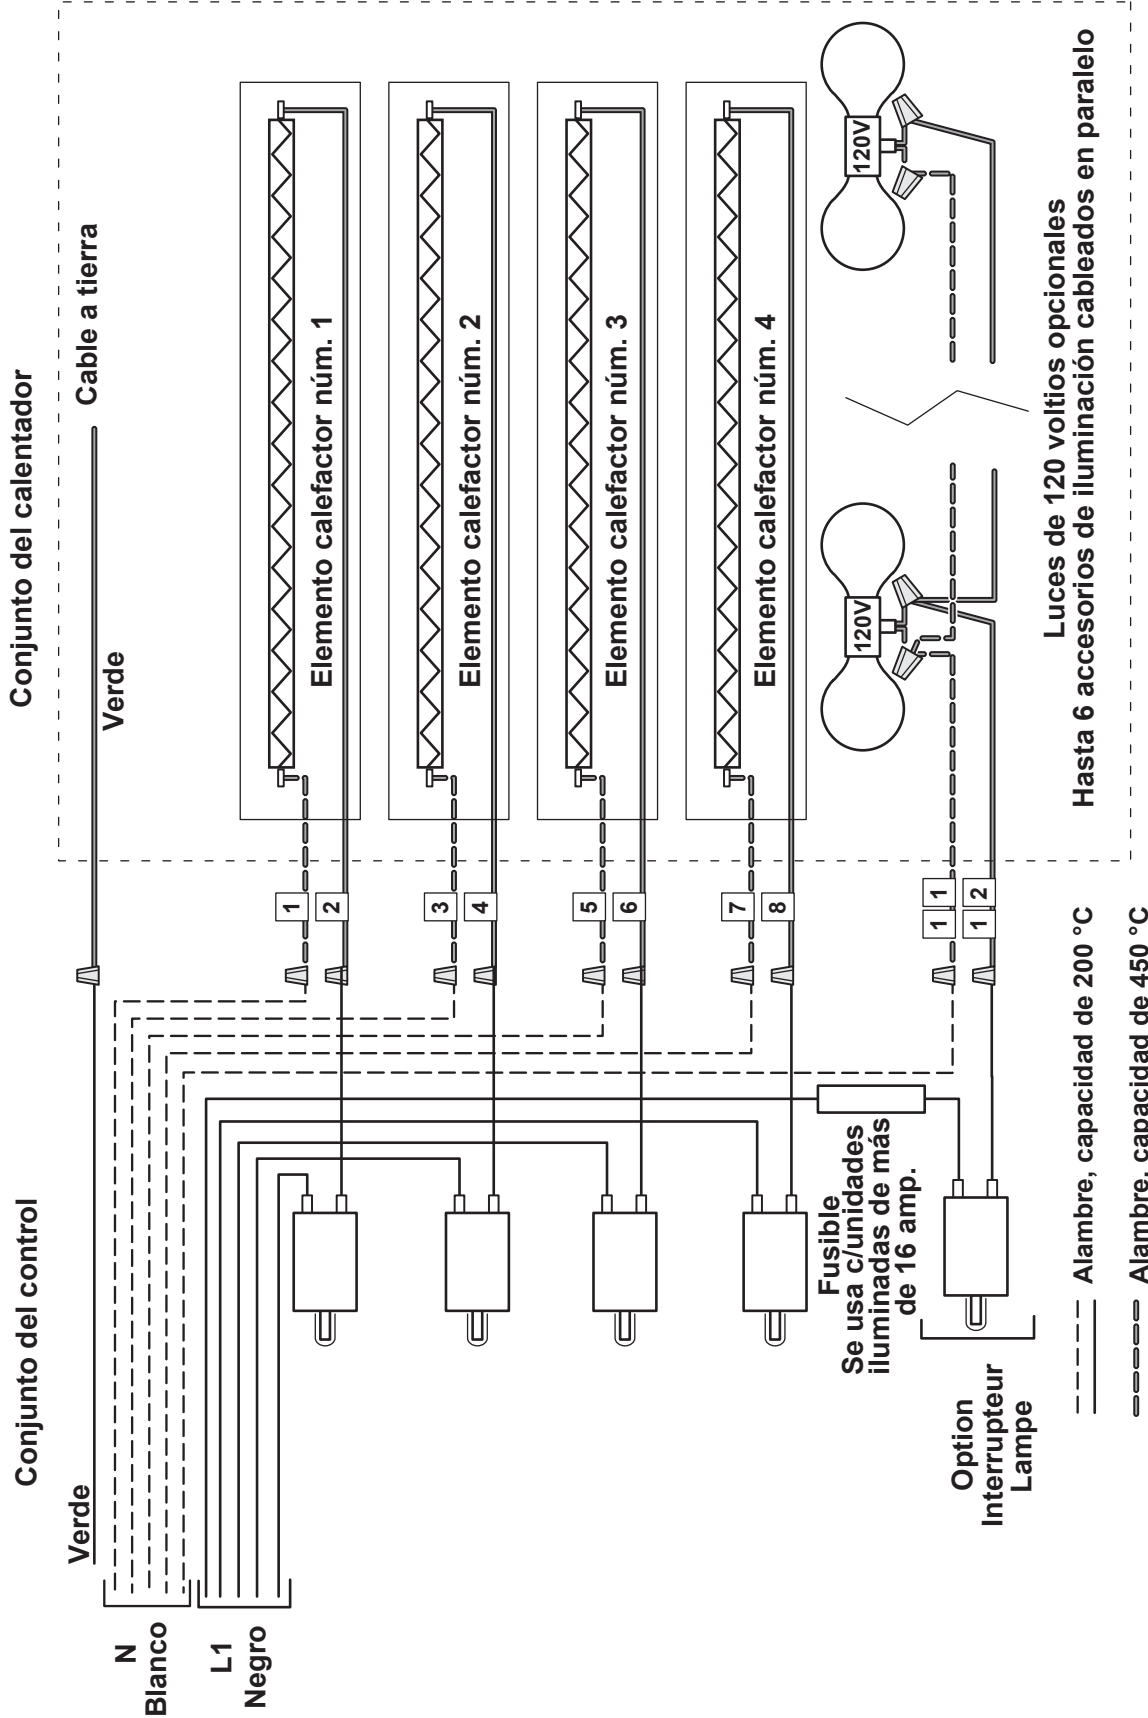 Conjunto del control
Conjunto del calentador
Verde
Verde
Cable a tierra
N
Blanco
L1
Negro
1
2
Elemento calefactor núm. 1
3
4
Elemento calefactor núm. 2
5
6
Elemento calefactor núm. 3
7
8
Elemento calefactor núm. 4
Fusible
Se usa c/unidades
iluminadas de más
de 16 amp.
120V
120V
1 1
1 2
Option
Interrupteur
Lampe
Luces de 120 voltios opcionales
Hasta 6 accesorios de iluminación cableados en paralelo
Alambre, capacidad de 200 °C
Alambre, capacidad de 450 °C